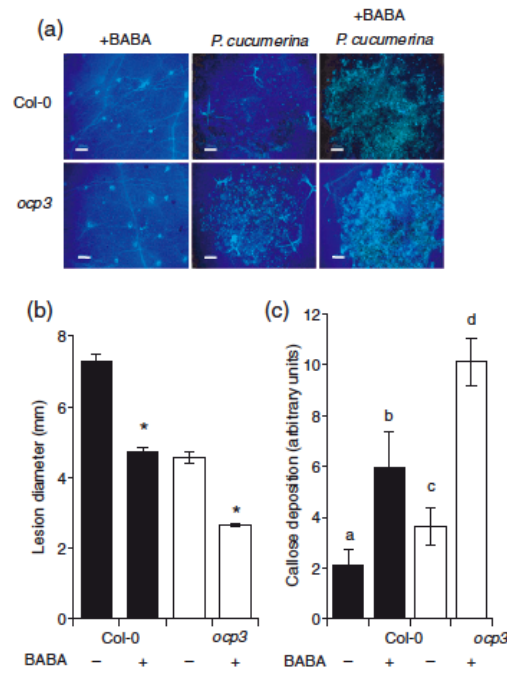 (a)
+BABA
P. cucumerina
+BABA
P. cucumerina
Col-0
ocp3
(b)
8
6
4
2
0
Lesion diameter (mm)
*
*
Col-0
ocp3
BABA
–
+
–
+
(c)
12
10
8
6
4
2
0
Callose deposition (arbitrary units)
a
b
c
d
Col-0
ocp3
BABA
–
+
–
+